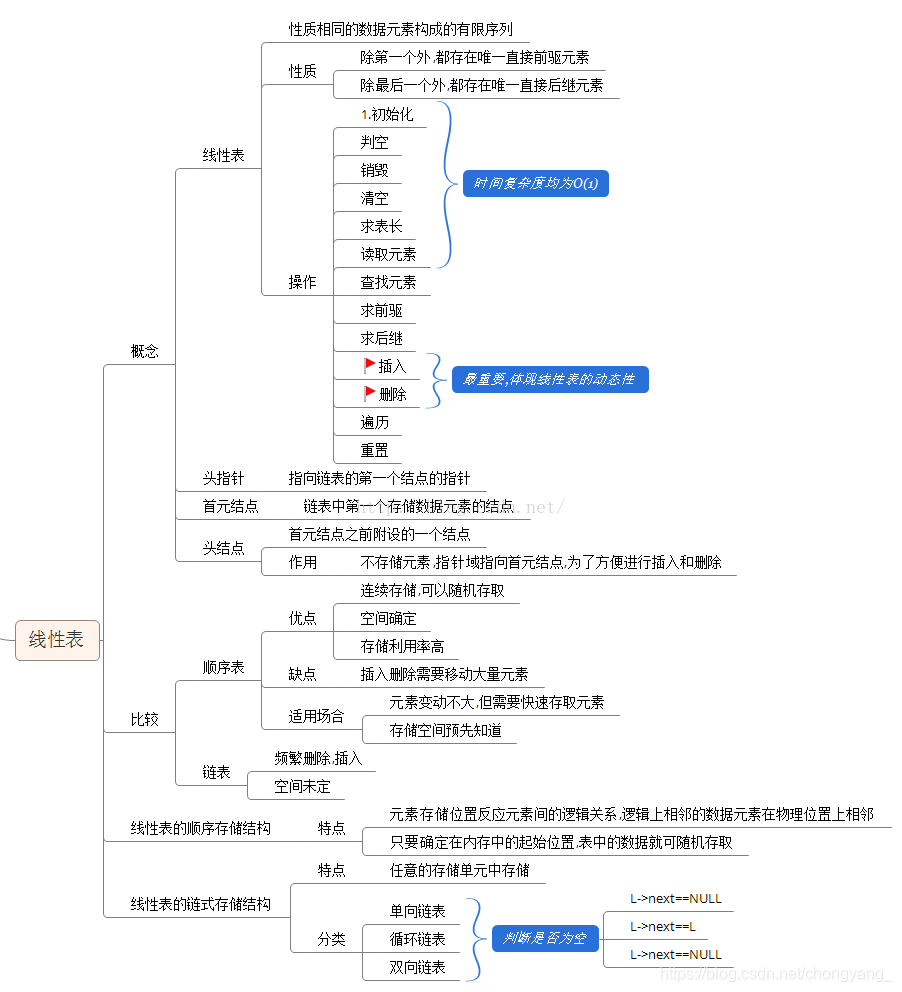 性质相同的数据元素构成的有限序列
除第一个外,都存在唯一直接前驱元素
性质
除最后一个外,都存在唯一直接后继元素
1.初始化
判空
线性表
销毁
时间复杂度均为O(1)
清空
求表长
读取元素
操作
查找元素
求前驱
求后继
概念
插入
最重要,体现线性表的动态性
删除
遍历
重置
头指针
指向链表的第一个结点的指针
首元结点
链表中第一个存储数据元素的结点
首元结点之前附设的一个结点
头结点
作用
不存储元素,指针域指向首元结点,为了方便进行插入和删除
连续存储,可以随机存取
优点
空间确定
线性表
存储利用率高
顺序表
缺点
插入删除需要移动大量元素
元素变动不大,但需要快速存取元素
适用场合
比较
存储空间预先知道
频繁删除,插入
链表
空间未定
元素存储位置反应元素间的逻辑关系,逻辑上相邻的数据元素在物理位置上相邻
线性表的顺序存储结构
特点
只要确定在内存中的起始位置,表中的数据就可随机存取
特点
任意的存储单元中存储
线性表的链式存储结构
L->next==NULL
单向链表
L->next==L
分类
循环链表
判断是否为空
L->next==NULL
双向链表
https://blog.csdn.net/chongyang_